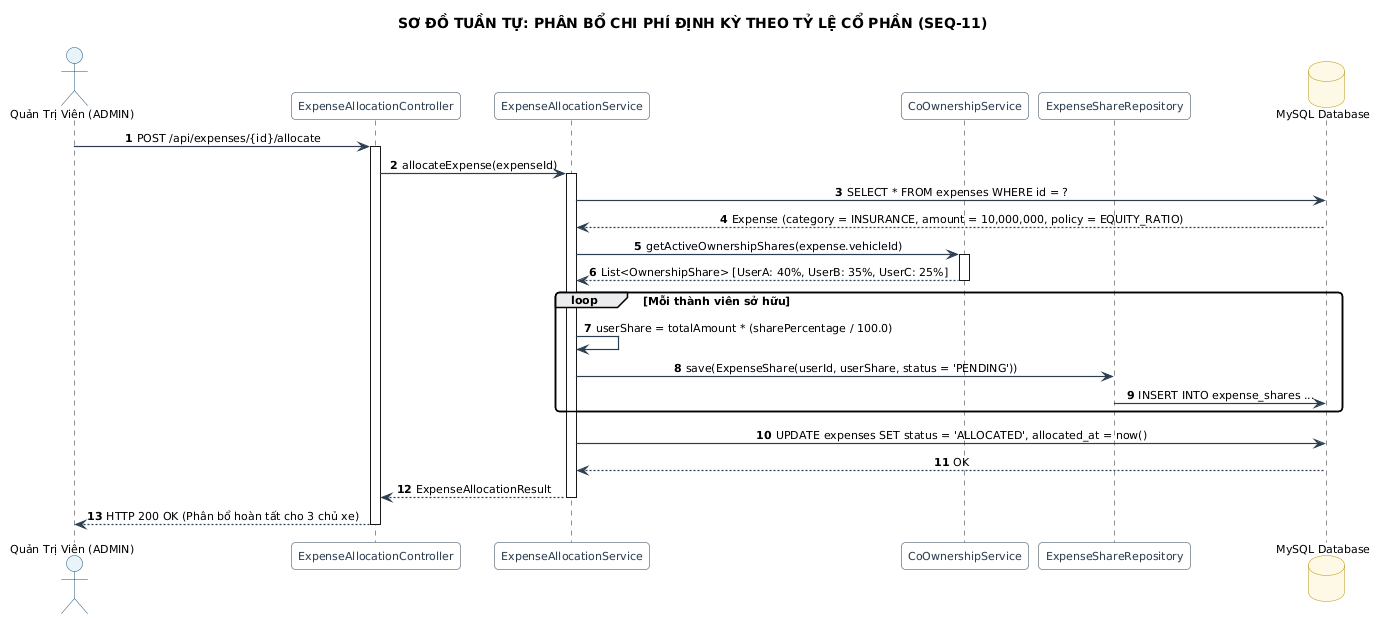 SƠ ĐỒ TUẦN TỰ: PHÂN BỔ CHI PHÍ ĐỊNH KỲ THEO TỶ LỆ CỔ PHẦN (SEQ-11)
Quản Trị Viên (ADMIN)
ExpenseAllocationController
ExpenseAllocationService
CoOwnershipService
ExpenseShareRepository
MySQL Database
1 POST /api/expenses/{id}/allocate
2 allocateExpense(expenseId)
3 SELECT * FROM expenses WHERE id = ?
4 Expense (category = INSURANCE, amount = 10,000,000, policy = EQUITY_RATIO)
5 getActiveOwnershipShares(expense.vehicleId)
6 List<OwnershipShare> [UserA: 40%, UserB: 35%, UserC: 25%]
loop [Mỗi thành viên sở hữu]
7 userShare = totalAmount * (sharePercentage / 100.0)
8 save(ExpenseShare(userId, userShare, status = 'PENDING'))
9 INSERT INTO expense_shares ...
10 UPDATE expenses SET status = 'ALLOCATED', allocated_at = now()
11 OK
12 ExpenseAllocationResult
13 HTTP 200 OK (Phân bổ hoàn tất cho 3 chủ xe)
Quản Trị Viên (ADMIN)
ExpenseAllocationController
ExpenseAllocationService
CoOwnershipService
ExpenseShareRepository
MySQL Database